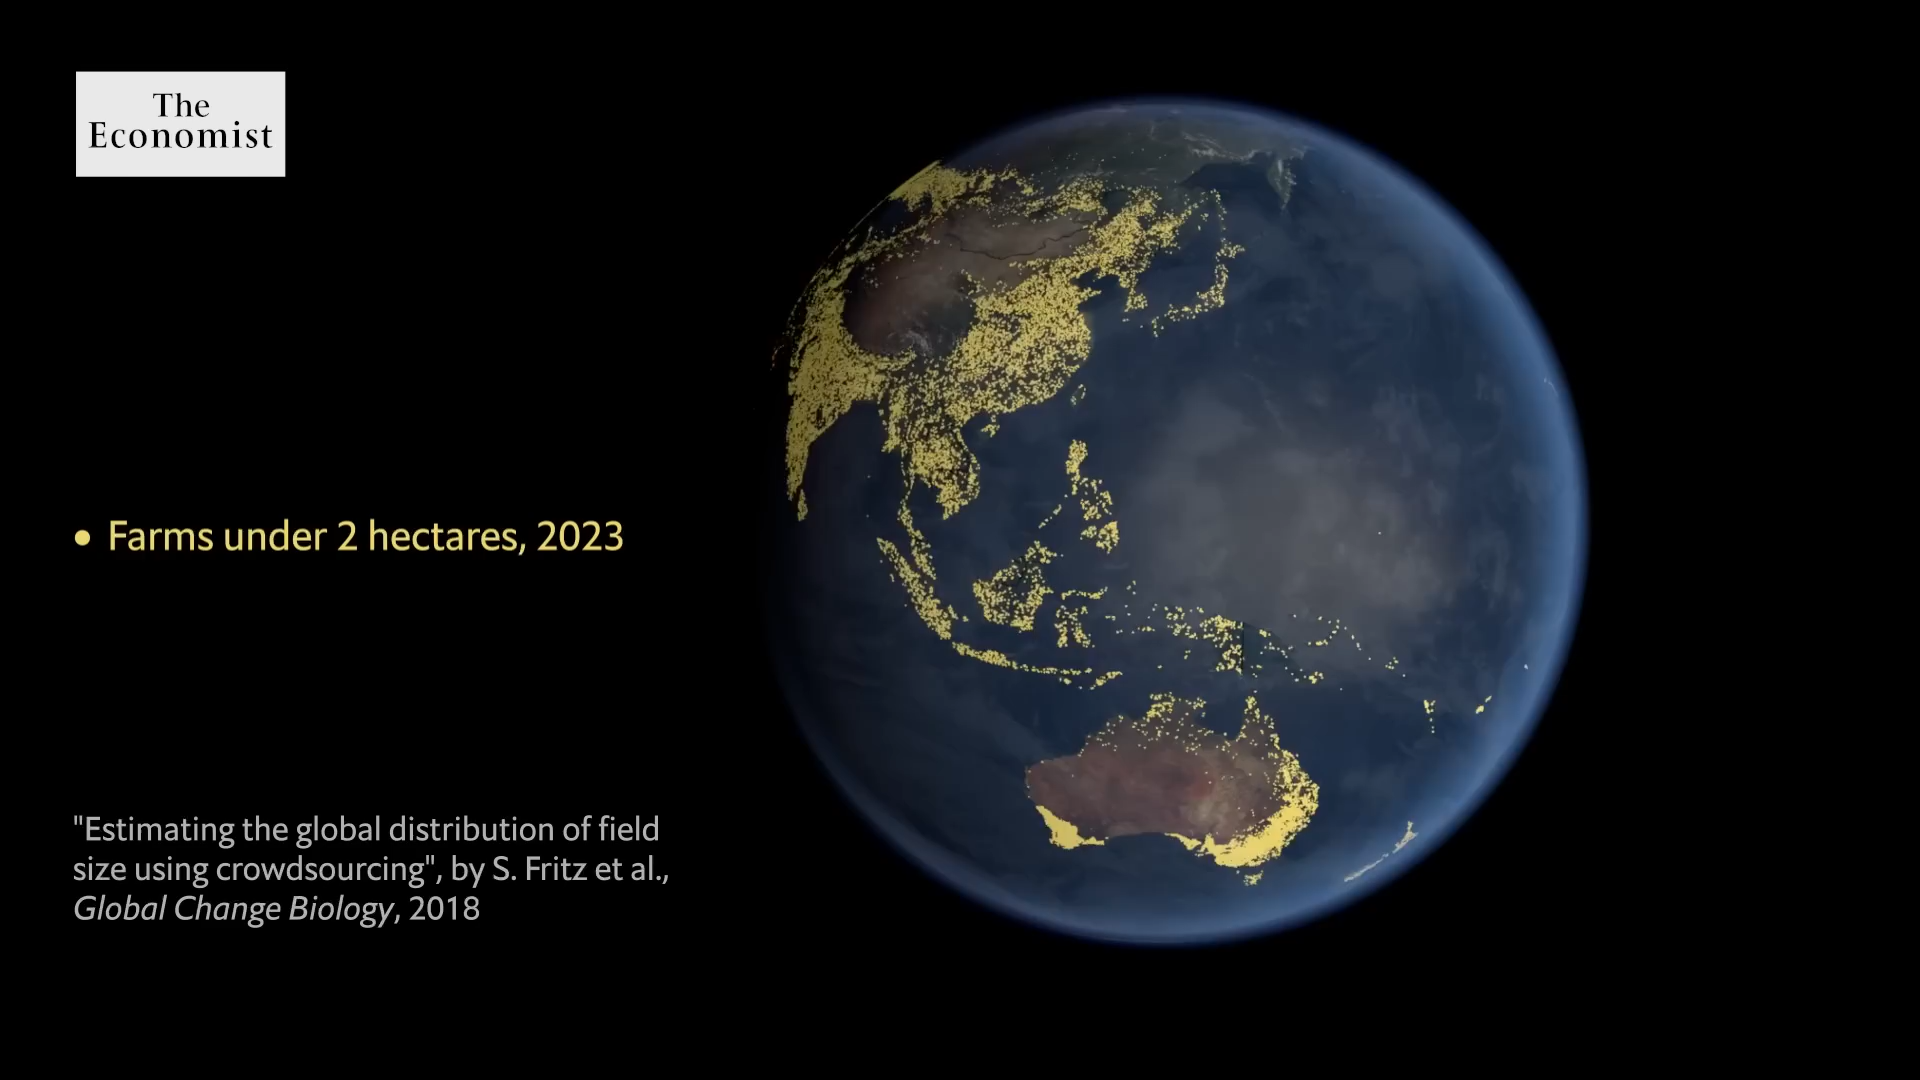 The
Economist
• Farms under 2 hectares, 2023
"Estimating the global distribution of field
size using crowdsourcing", by S. Fritz et al.,
Global Change Biology, 2018